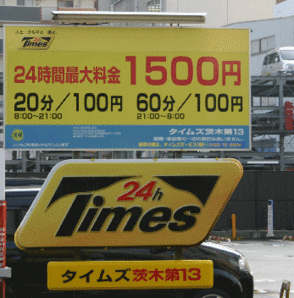 Times
24時間最大料金 1500円
20分/100円 60分/100円
8:00~21:00 21:00~8:00
タイムズ茨木第13
24h
Times
タイムズ茨木第13